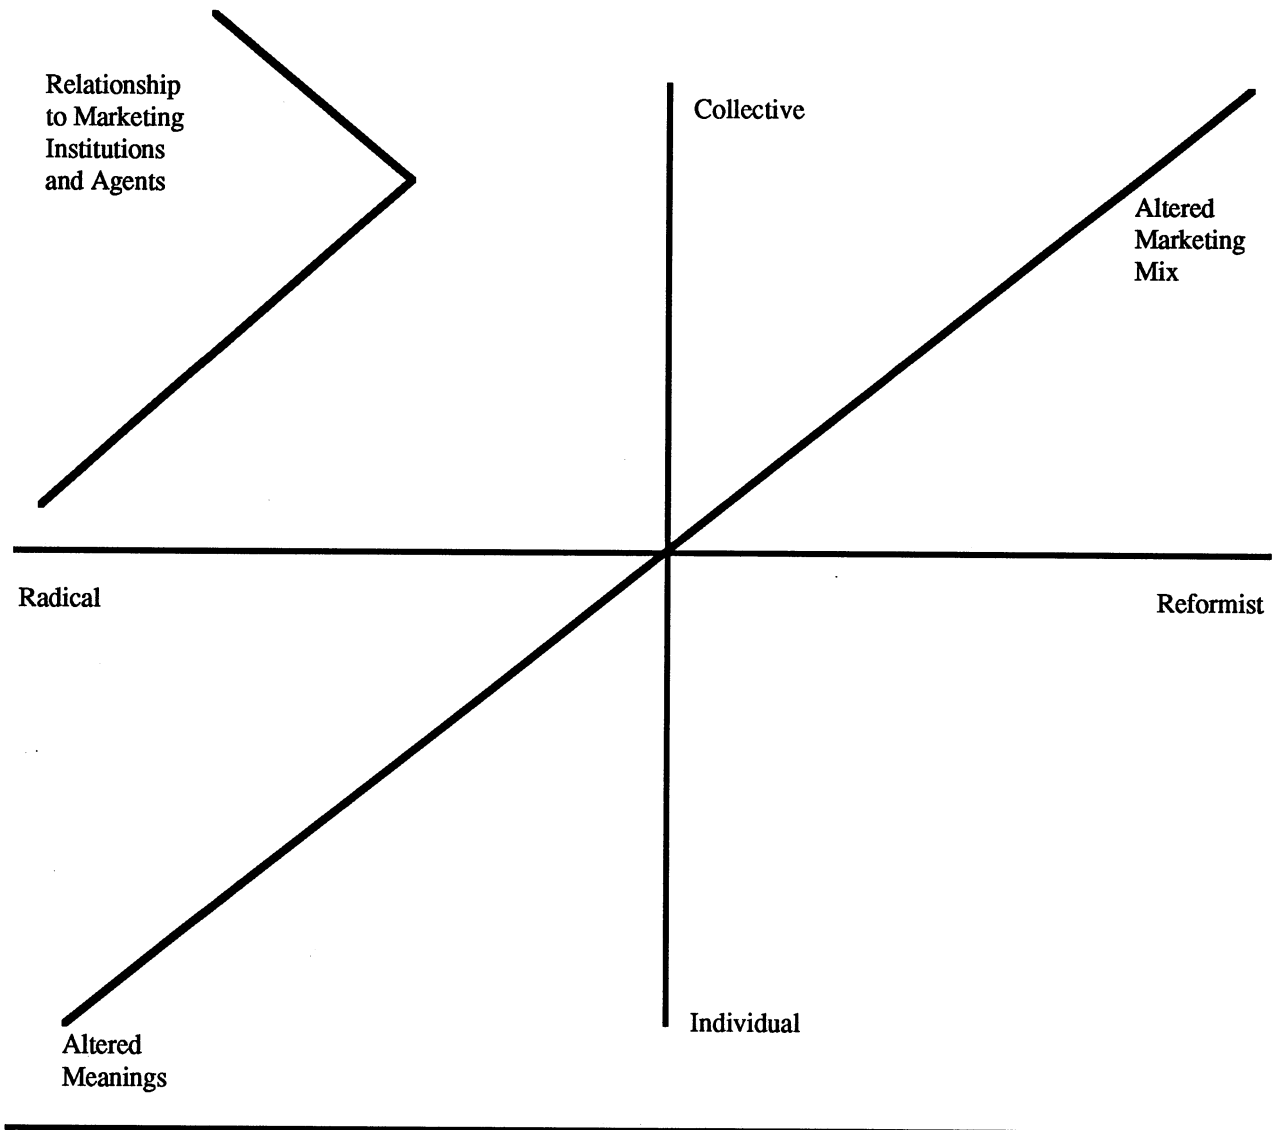 Relationship
to Marketing
Institutions
and Agents
Collective
Altered
Marketing
Mix
Radical
Reformist
Individual
Altered
Meanings